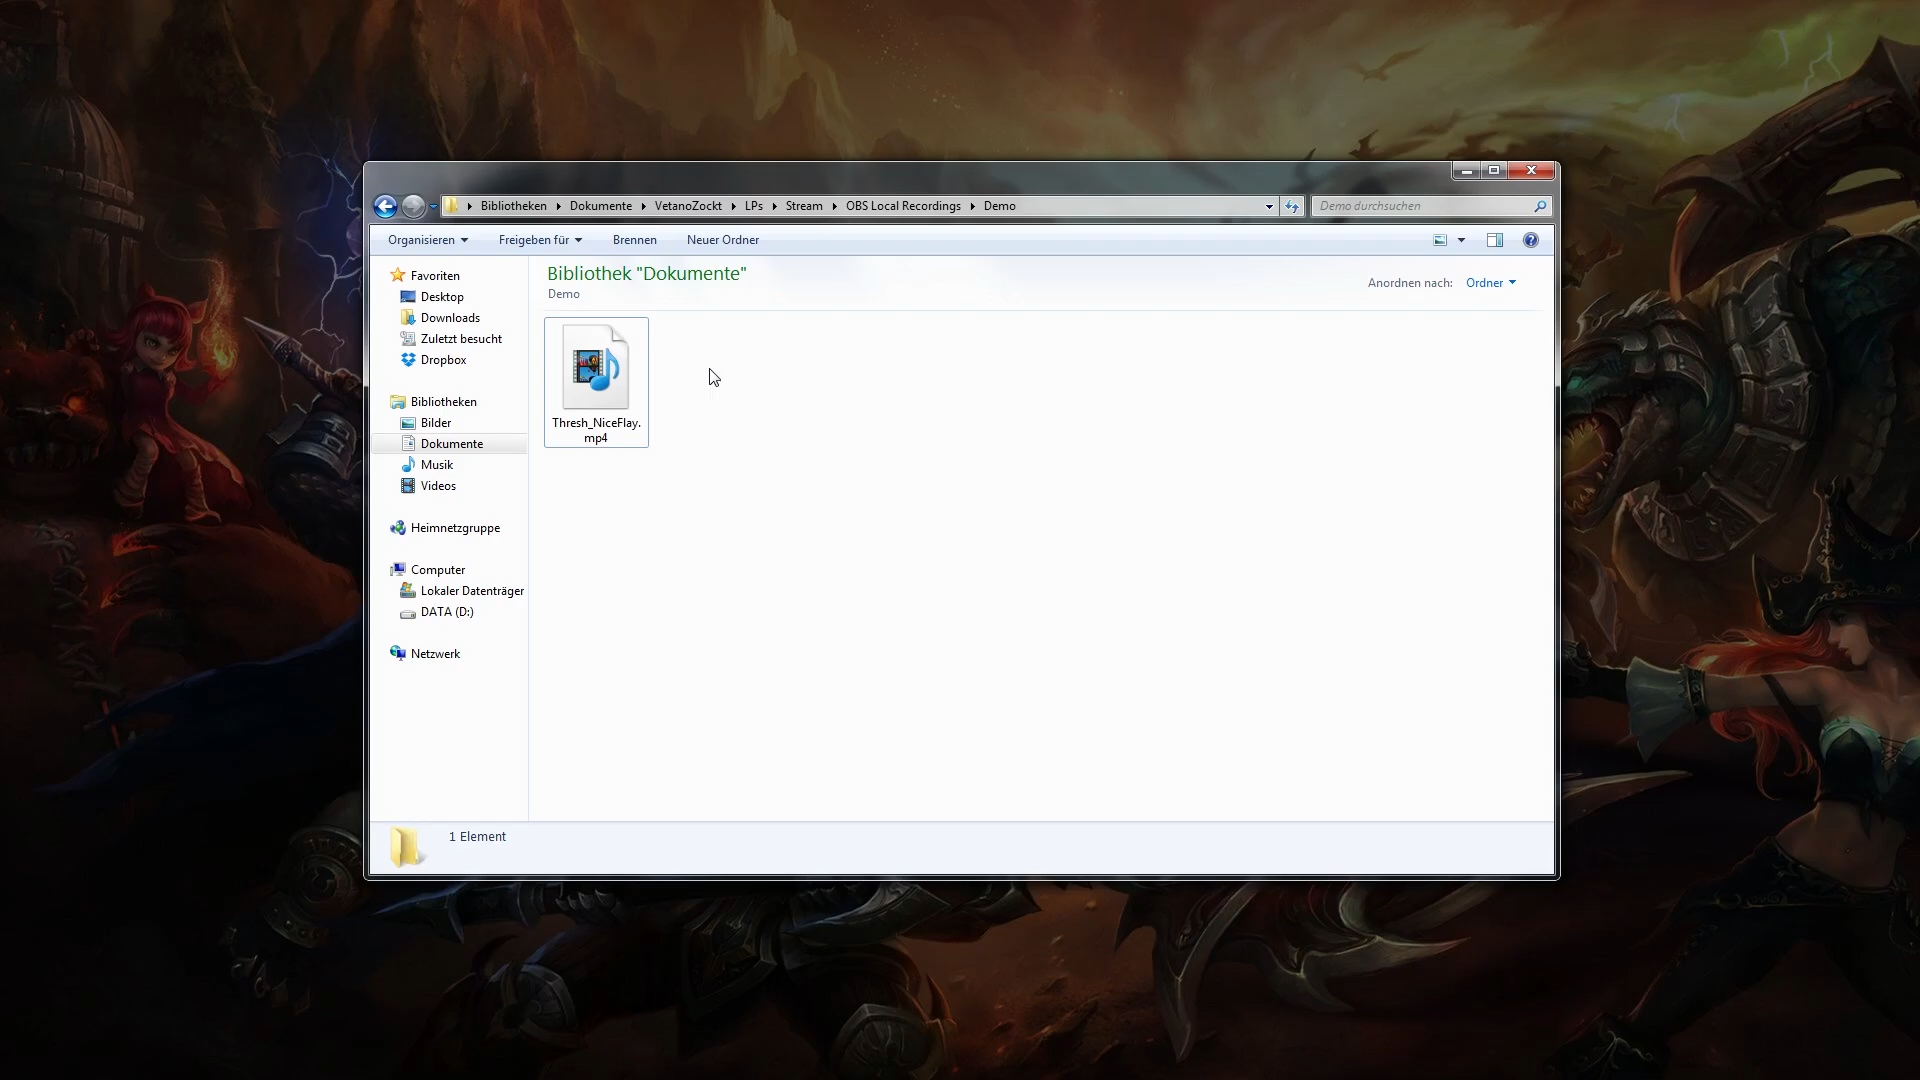 Bibliotheken Dokumente VetanoZockt LPs Stream OBS Local Recordings Demo
Demo durchsuchen
Organisieren Freigeben für Brennen Neuer Ordner
Favoriten
Desktop
Downloads
Zuletzt besucht
Dropbox
Bibliotheken
Bilder
Dokumente
Musik
Videos
Heimnetzgruppe
Computer
Lokaler Datenträger
DATA (D:)
Netzwerk
Bibliothek "Dokumente"
Demo
Anordnen nach: Ordner
Thresh_NiceFlay.
mp4
1 Element